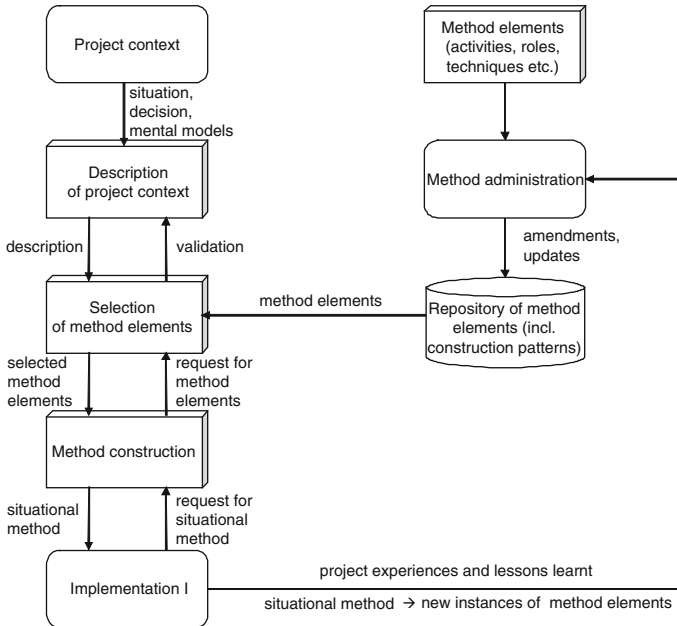 Project context
situation,
decision,
mental models
Description
of project context
description
validation
Selection
of method elements
selected
method
elements
request for
method
elements
Method construction
situational
method
request for
situational
method
Implementation I
Method elements
(activities, roles,
techniques etc.)
Method administration
amendments,
updates
Repository of method
elements (incl.
construction patterns)
method elements
project experiences and lessons learnt
situational method → new instances of method elements